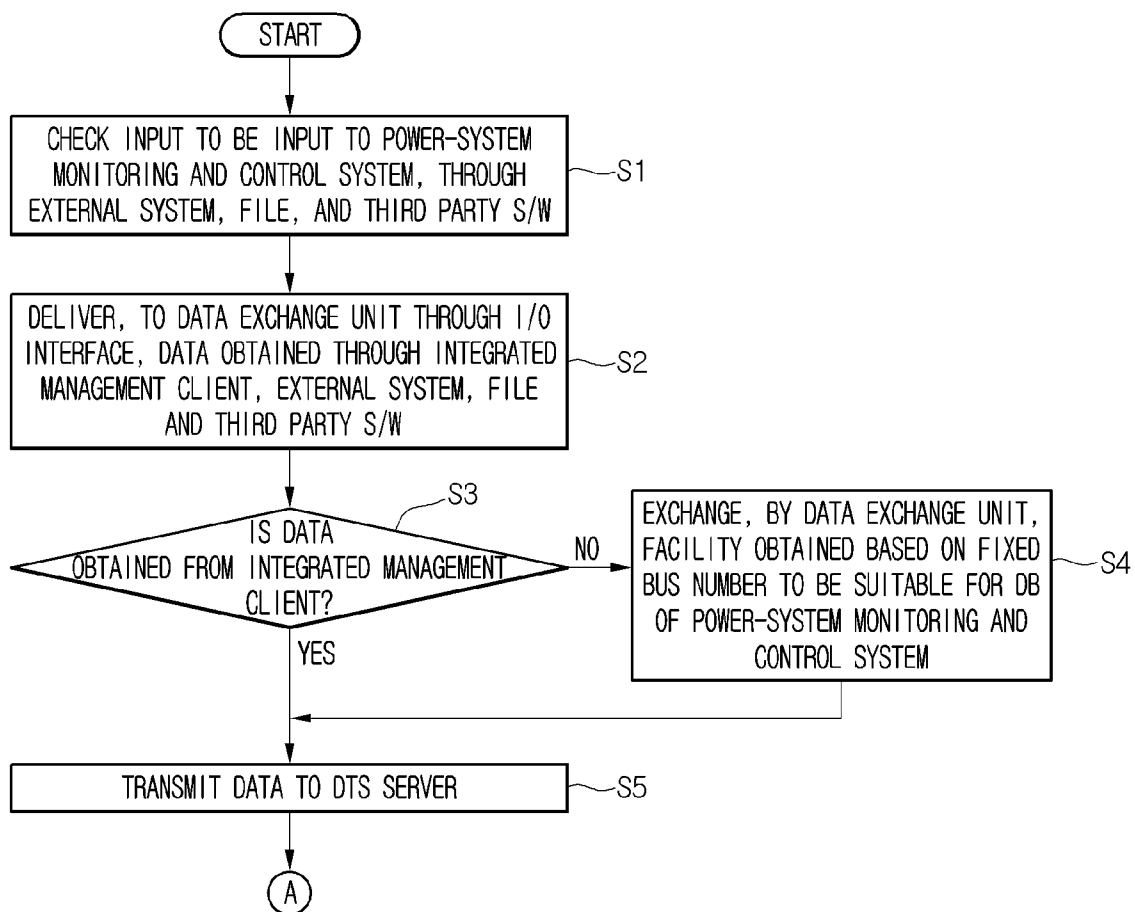 START
CHECK INPUT TO BE INPUT TO POWER-SYSTEM
MONITORING AND CONTROL SYSTEM, THROUGH
EXTERNAL SYSTEM, FILE, AND THIRD PARTY S/W
S1
DELIVER, TO DATA EXCHANGE UNIT THROUGH I/O
INTERFACE, DATA OBTAINED THROUGH INTEGRATED
MANAGEMENT CLIENT, EXTERNAL SYSTEM, FILE
AND THIRD PARTY S/W
S2
S3
IS DATA
OBTAINED FROM INTEGRATED MANAGEMENT
CLIENT?
NO
YES
EXCHANGE, BY DATA EXCHANGE UNIT,
FACILITY OBTAINED BASED ON FIXED
BUS NUMBER TO BE SUITABLE FOR DB
OF POWER-SYSTEM MONITORING AND
CONTROL SYSTEM
S4
TRANSMIT DATA TO DTS SERVER
S5
A